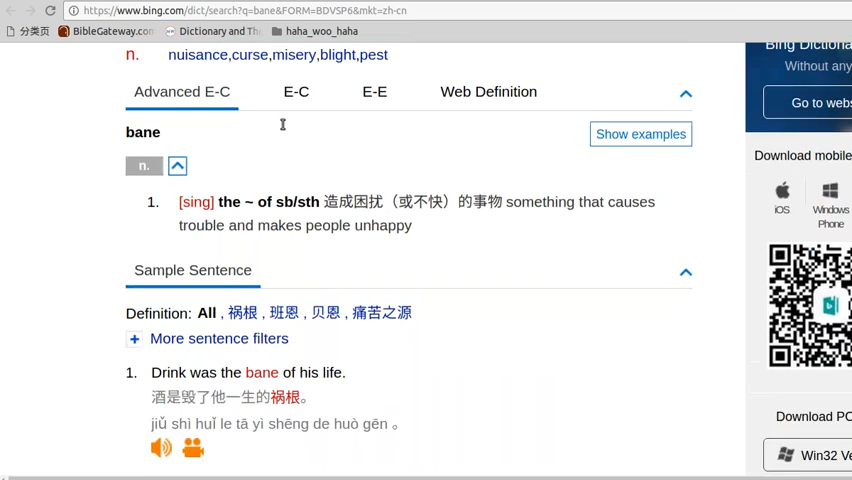 https://www.bing.com/dict/search?q=bane&FORM=BDVSP6&mkt=zh-cn
分类页 BibleGateway.com Dictionary and Th haha_woo_haha
n. nuisance,curse,misery,blight,pest
Bing Dictiona
Without any
Advanced E-C E-C E-E Web Definition
Go to webs
bane
Show examples
Download mobile
n.
1. [sing] the ~ of sb/sth 造成困扰（或不快）的事物 something that causes
trouble and makes people unhappy
iOS Windows
Phone
Sample Sentence
Definition: All , 祸根 , 班恩 , 贝恩 , 痛苦之源
+ More sentence filters
1. Drink was the bane of his life.
酒是毁了他一生的祸根。
jiǔ shì huǐ le tā yì shēng de huò gēn 。
Download PC
Win32 Ve